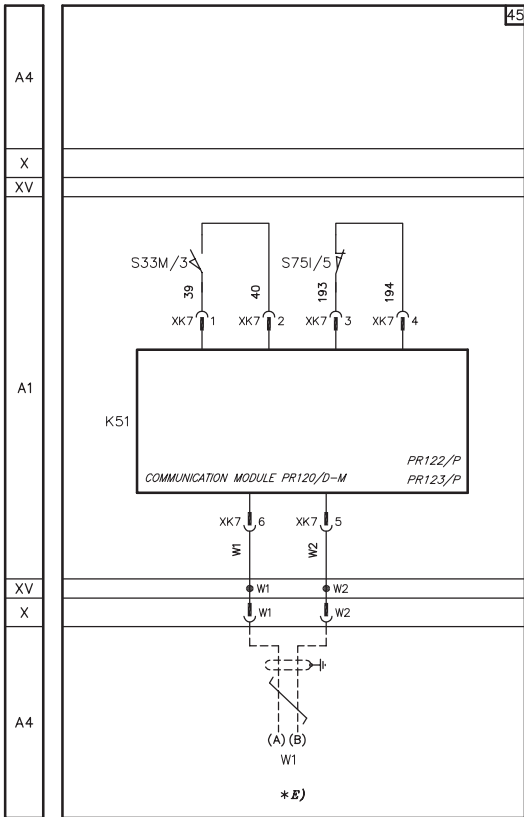 45
A4
X
XV
S33M/3 S75I/5
39 40 193 194
XK7 1 XK7 2 XK7 3 XK7 4
A1
K51
PR122/P
COMMUNICATION MODULE PR120/D-M PR123/P
XK7 6 XK7 5
W1 W2
XV W1 W2
X W1 W2
A4
(A) (B)
W1
*E)